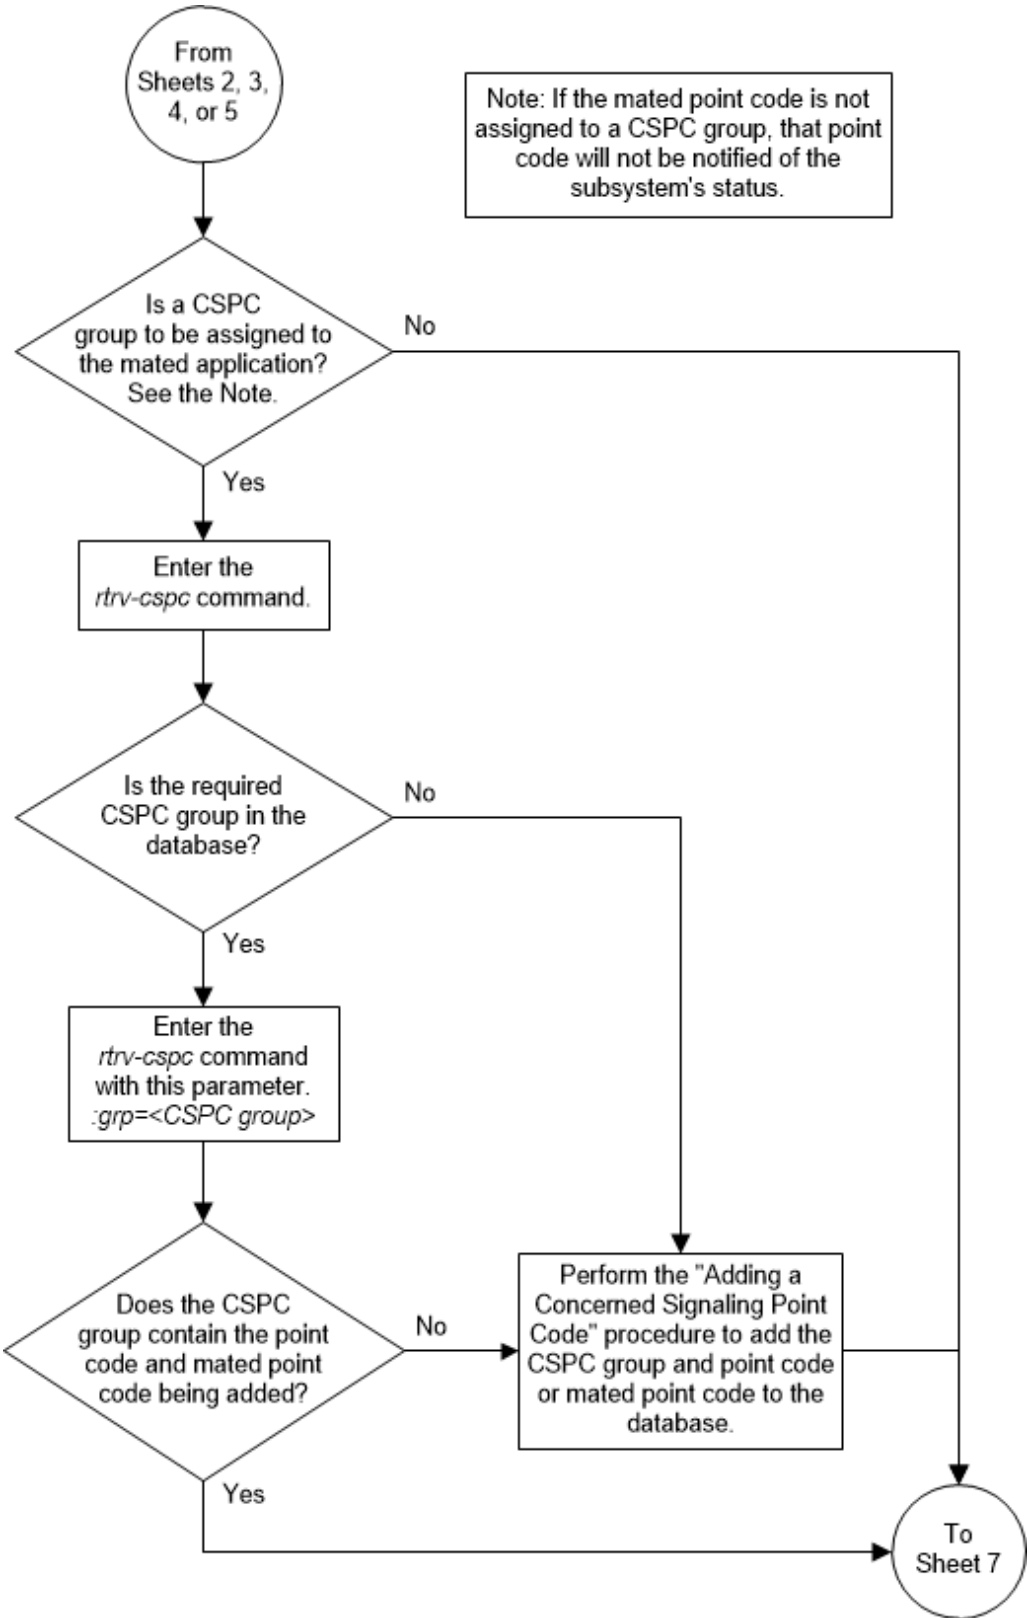 From
Sheets 2, 3,
4, or 5
Note: If the mated point code is not
assigned to a CSPC group, that point
code will not be notified of the
subsystem's status.
Is a CSPC
group to be assigned to
the mated application?
See the Note.
No
Yes
Enter the
rtrv-cspc command.
Is the required
CSPC group in the
database?
No
Yes
Enter the
rtrv-cspc command
with this parameter.
:grp=<CSPC group>
Does the CSPC
group contain the point
code and mated point
code being added?
No
Yes
Perform the "Adding a
Concerned Signaling Point
Code" procedure to add the
CSPC group and point code
or mated point code to the
database.
To
Sheet 7